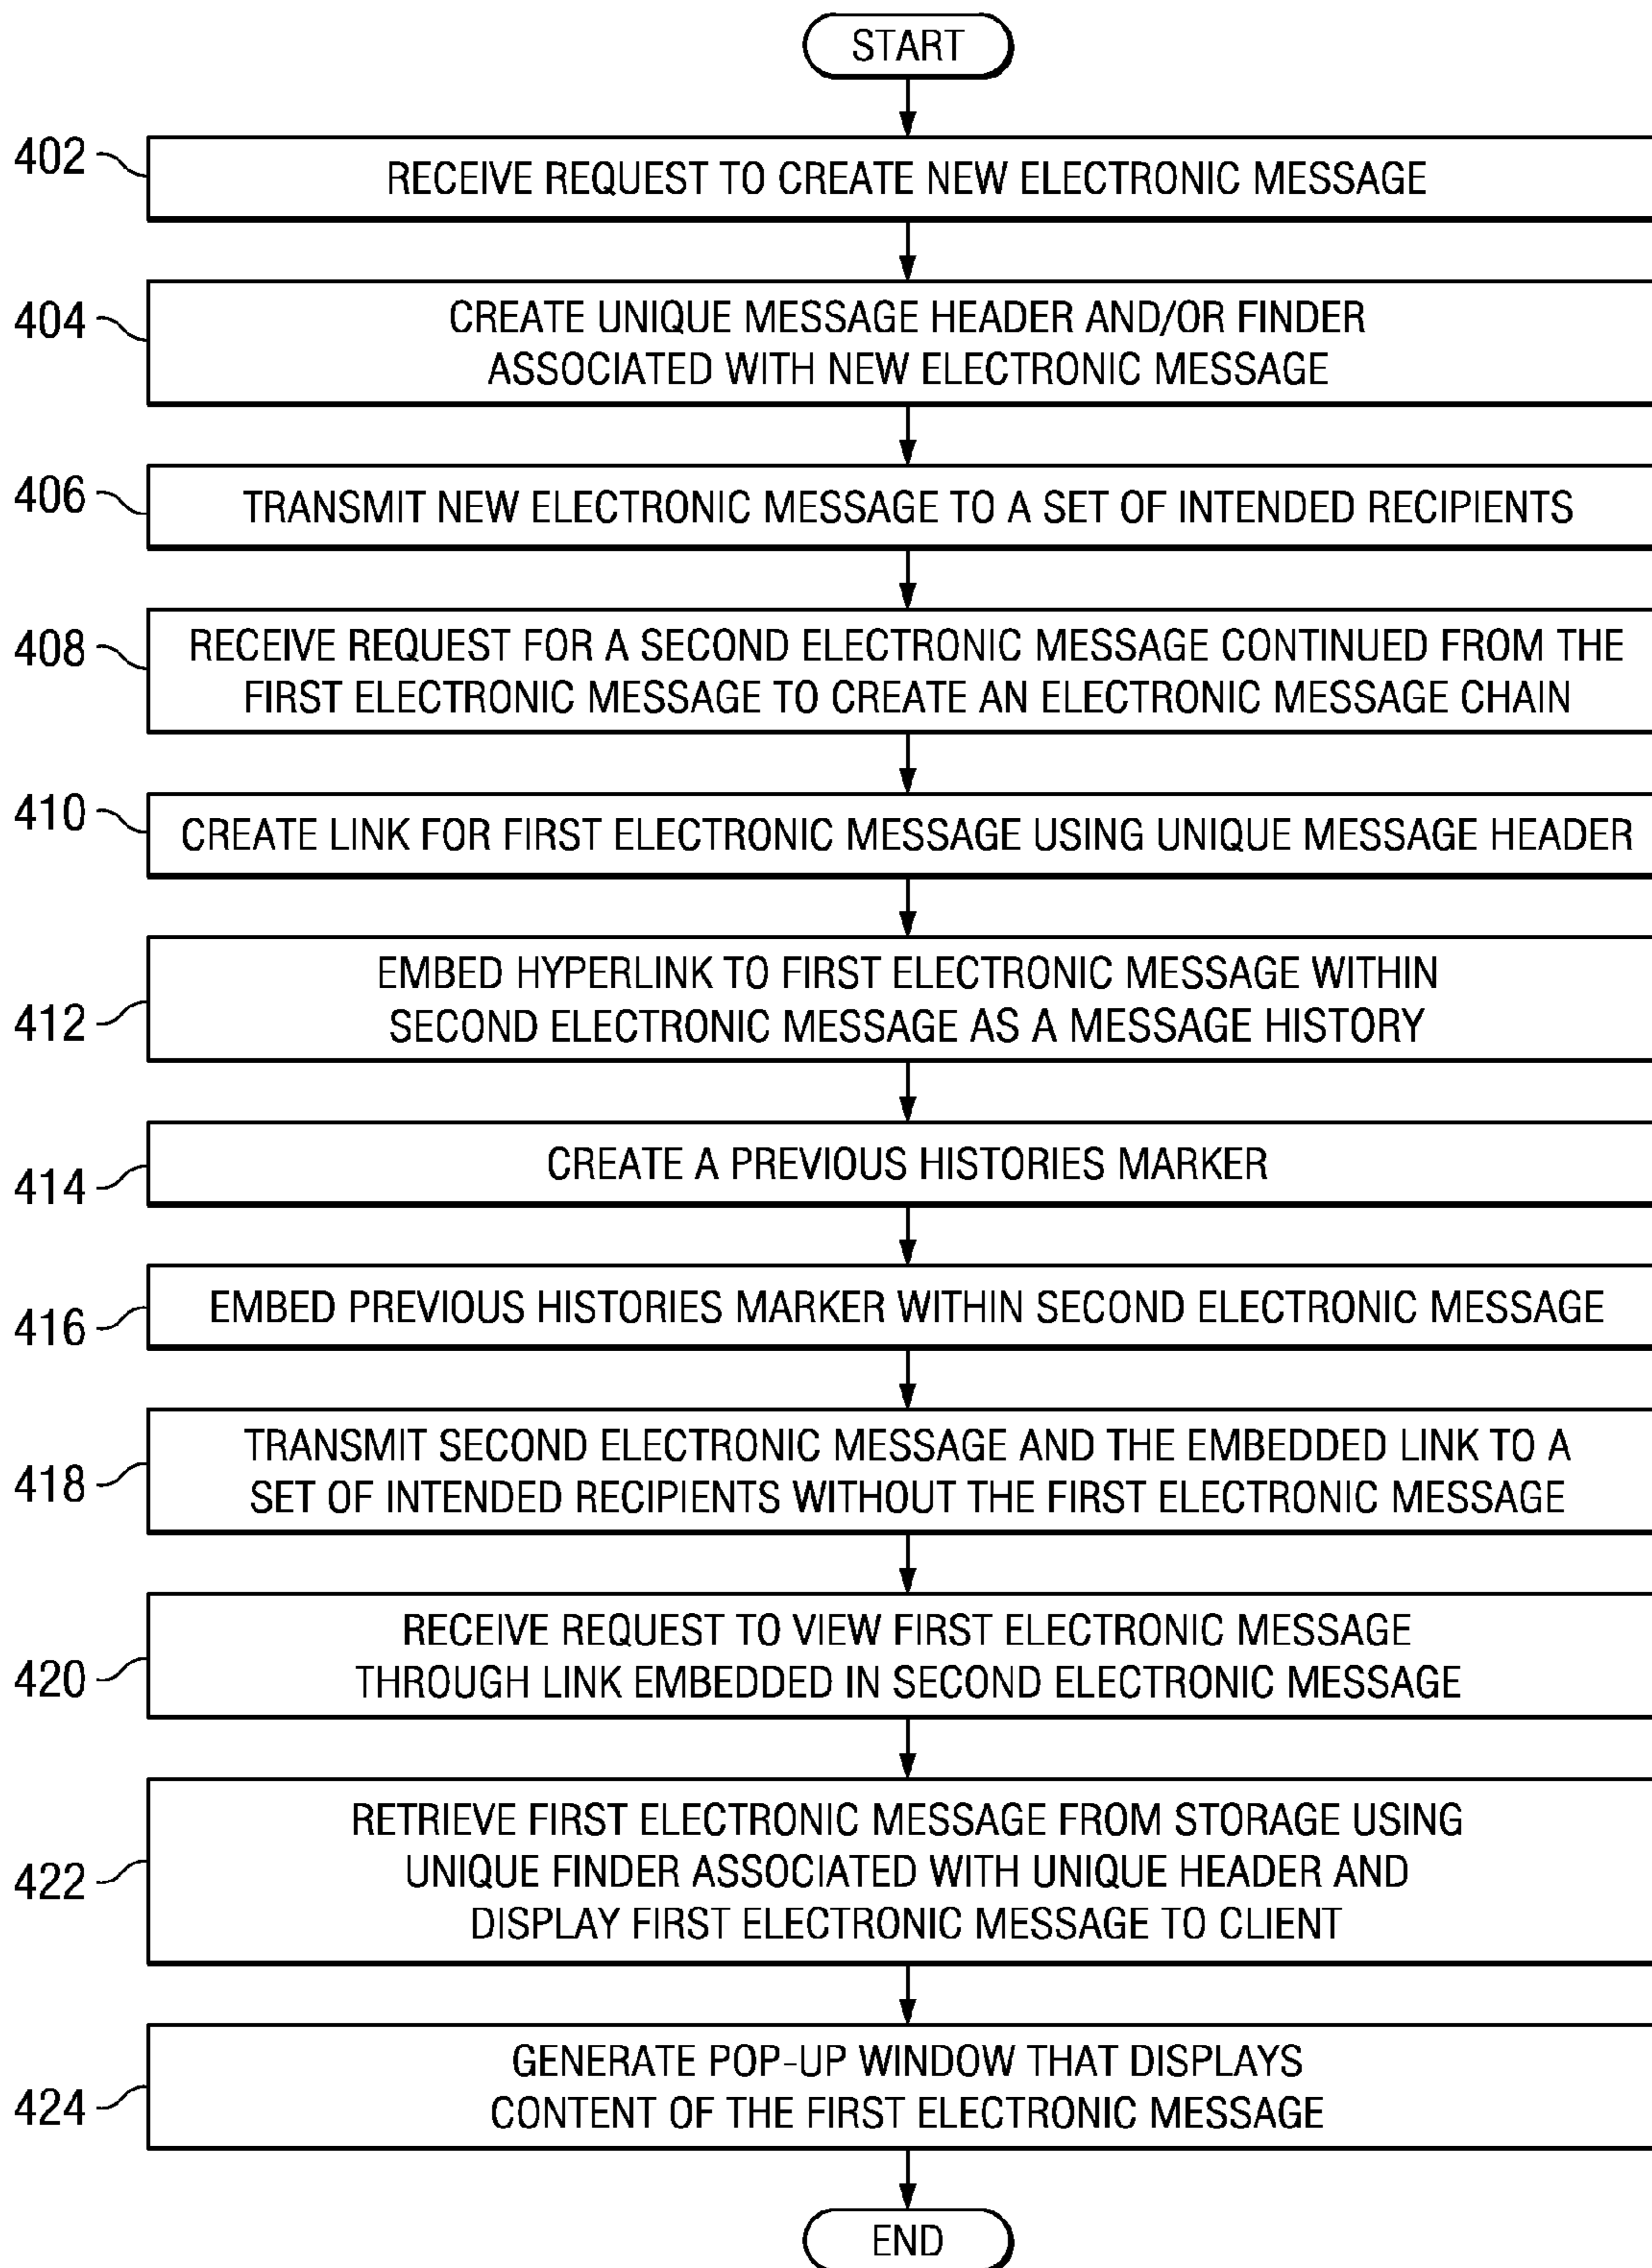 START
402
RECEIVE REQUEST TO CREATE NEW ELECTRONIC MESSAGE
404
CREATE UNIQUE MESSAGE HEADER AND/OR FINDER
ASSOCIATED WITH NEW ELECTRONIC MESSAGE
406
TRANSMIT NEW ELECTRONIC MESSAGE TO A SET OF INTENDED RECIPIENTS
408
RECEIVE REQUEST FOR A SECOND ELECTRONIC MESSAGE CONTINUED FROM THE
FIRST ELECTRONIC MESSAGE TO CREATE AN ELECTRONIC MESSAGE CHAIN
410
CREATE LINK FOR FIRST ELECTRONIC MESSAGE USING UNIQUE MESSAGE HEADER
412
EMBED HYPERLINK TO FIRST ELECTRONIC MESSAGE WITHIN
SECOND ELECTRONIC MESSAGE AS A MESSAGE HISTORY
414
CREATE A PREVIOUS HISTORIES MARKER
416
EMBED PREVIOUS HISTORIES MARKER WITHIN SECOND ELECTRONIC MESSAGE
418
TRANSMIT SECOND ELECTRONIC MESSAGE AND THE EMBEDDED LINK TO A
SET OF INTENDED RECIPIENTS WITHOUT THE FIRST ELECTRONIC MESSAGE
420
RECEIVE REQUEST TO VIEW FIRST ELECTRONIC MESSAGE
THROUGH LINK EMBEDDED IN SECOND ELECTRONIC MESSAGE
422
RETRIEVE FIRST ELECTRONIC MESSAGE FROM STORAGE USING
UNIQUE FINDER ASSOCIATED WITH UNIQUE HEADER AND
DISPLAY FIRST ELECTRONIC MESSAGE TO CLIENT
424
GENERATE POP-UP WINDOW THAT DISPLAYS
CONTENT OF THE FIRST ELECTRONIC MESSAGE
END